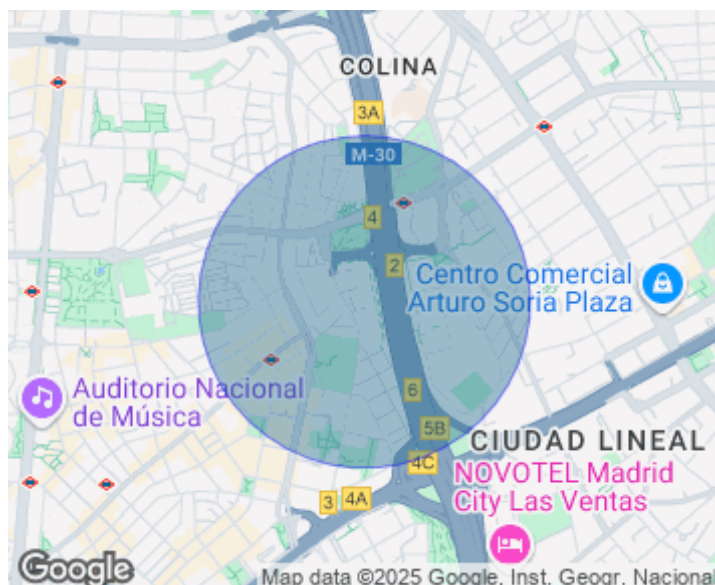 COLINA
3A
M-30
4
2
Centro Comercial
Arturo Soria Plaza
Auditorio Nacional
de Música
6
5B
CIUDAD LINEAL
4C
NOVOTEL Madrid
City Las Ventas
3
4A
Google
Map data ©2025 Google, Inst. Geogr. Nacional